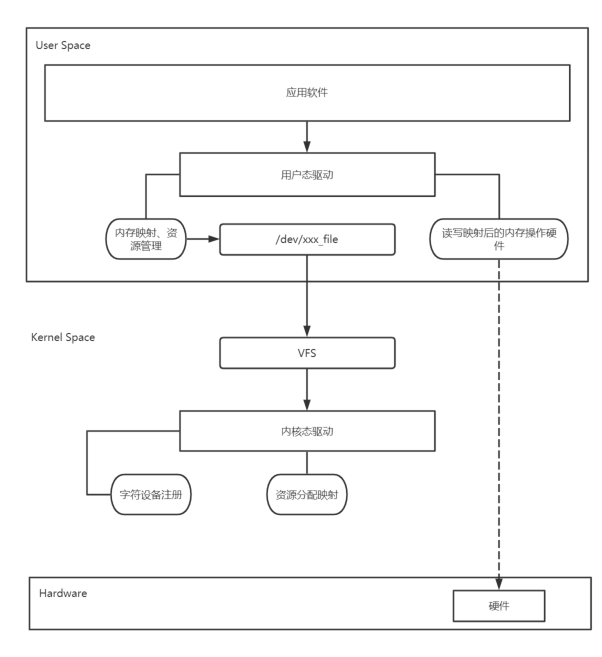 User Space
应用软件
用户态驱动
内存映射、资
源管理
/dev/xxx_file
读写映射后的内存操作硬
件
Kernel Space
VFS
内核态驱动
字符设备注册
资源分配映射
Hardware
硬件